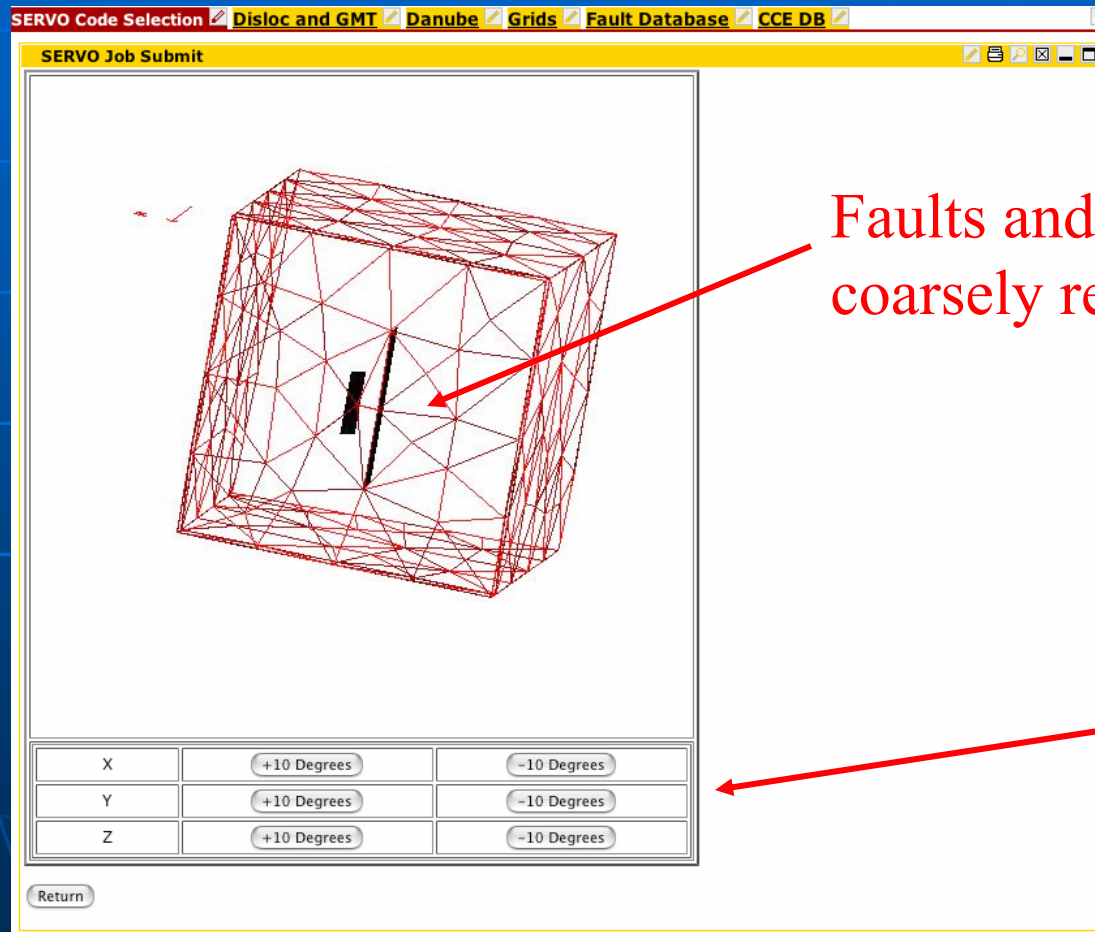 SERVO Code Selection Disloc and GMT Danube Grids Fault Database CCE DB
SERVO Job Submit
Faults and
coarsely re
X +10 Degrees -10 Degrees
Y +10 Degrees -10 Degrees
Z +10 Degrees -10 Degrees
Return